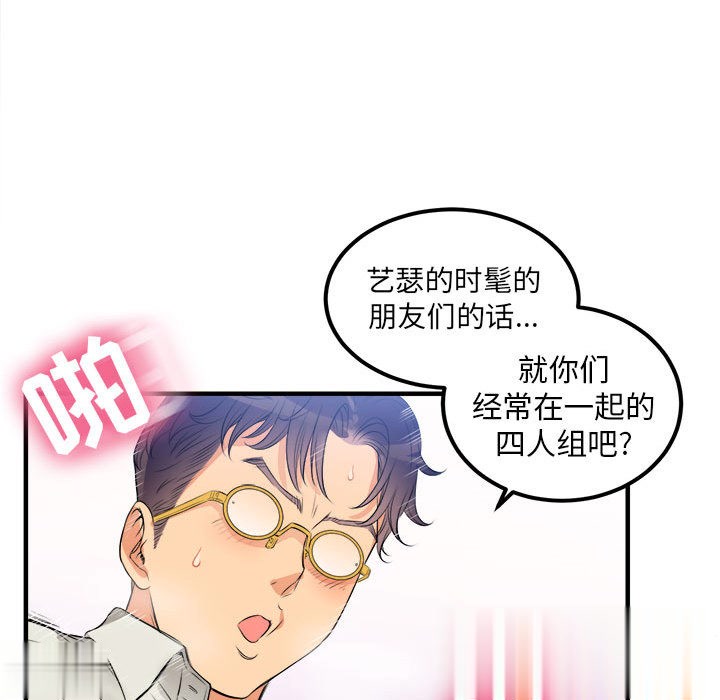 艺瑟的时髦的
朋友们的话...
就你们
经常在一起的
四人组吧?
啪